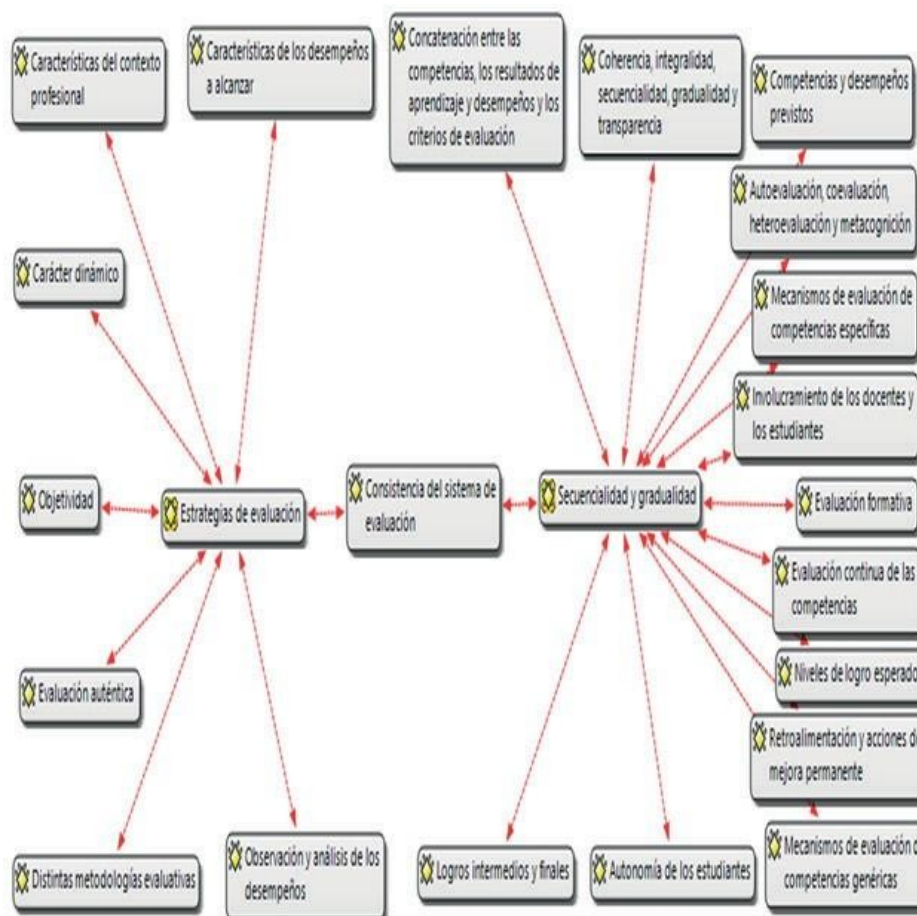 Características del contexto
profesional
Características de los desempeños
a alcanzar
Concatenación entre las
competencias, los resultados de
aprendizaje y desempeños y los
criterios de evaluación
Coherencia, integralidad,
secuencialidad, gradualidad y
transparencia
Competencias y desempeños
previstos
Autoevaluación, coevaluación,
heteroevaluación y metacognición
Carácter dinámico
Mecanismos de evaluación de
competencias específicas
Involucramiento de los docentes y
los estudiantes
Objetividad
Estrategias de evaluación
Consistencia del sistema de
evaluación
Secuencialidad y gradualidad
Evaluación formativa
Evaluación continua de las
competencias
Evaluación auténtica
Niveles de logro esperado
Retroalimentación y acciones de
mejora permanente
Distintas metodologías evaluativas
Observación y análisis de los
desempeños
Logros intermedios y finales
Autonomía de los estudiantes
Mecanismos de evaluación d
competencias genéricas